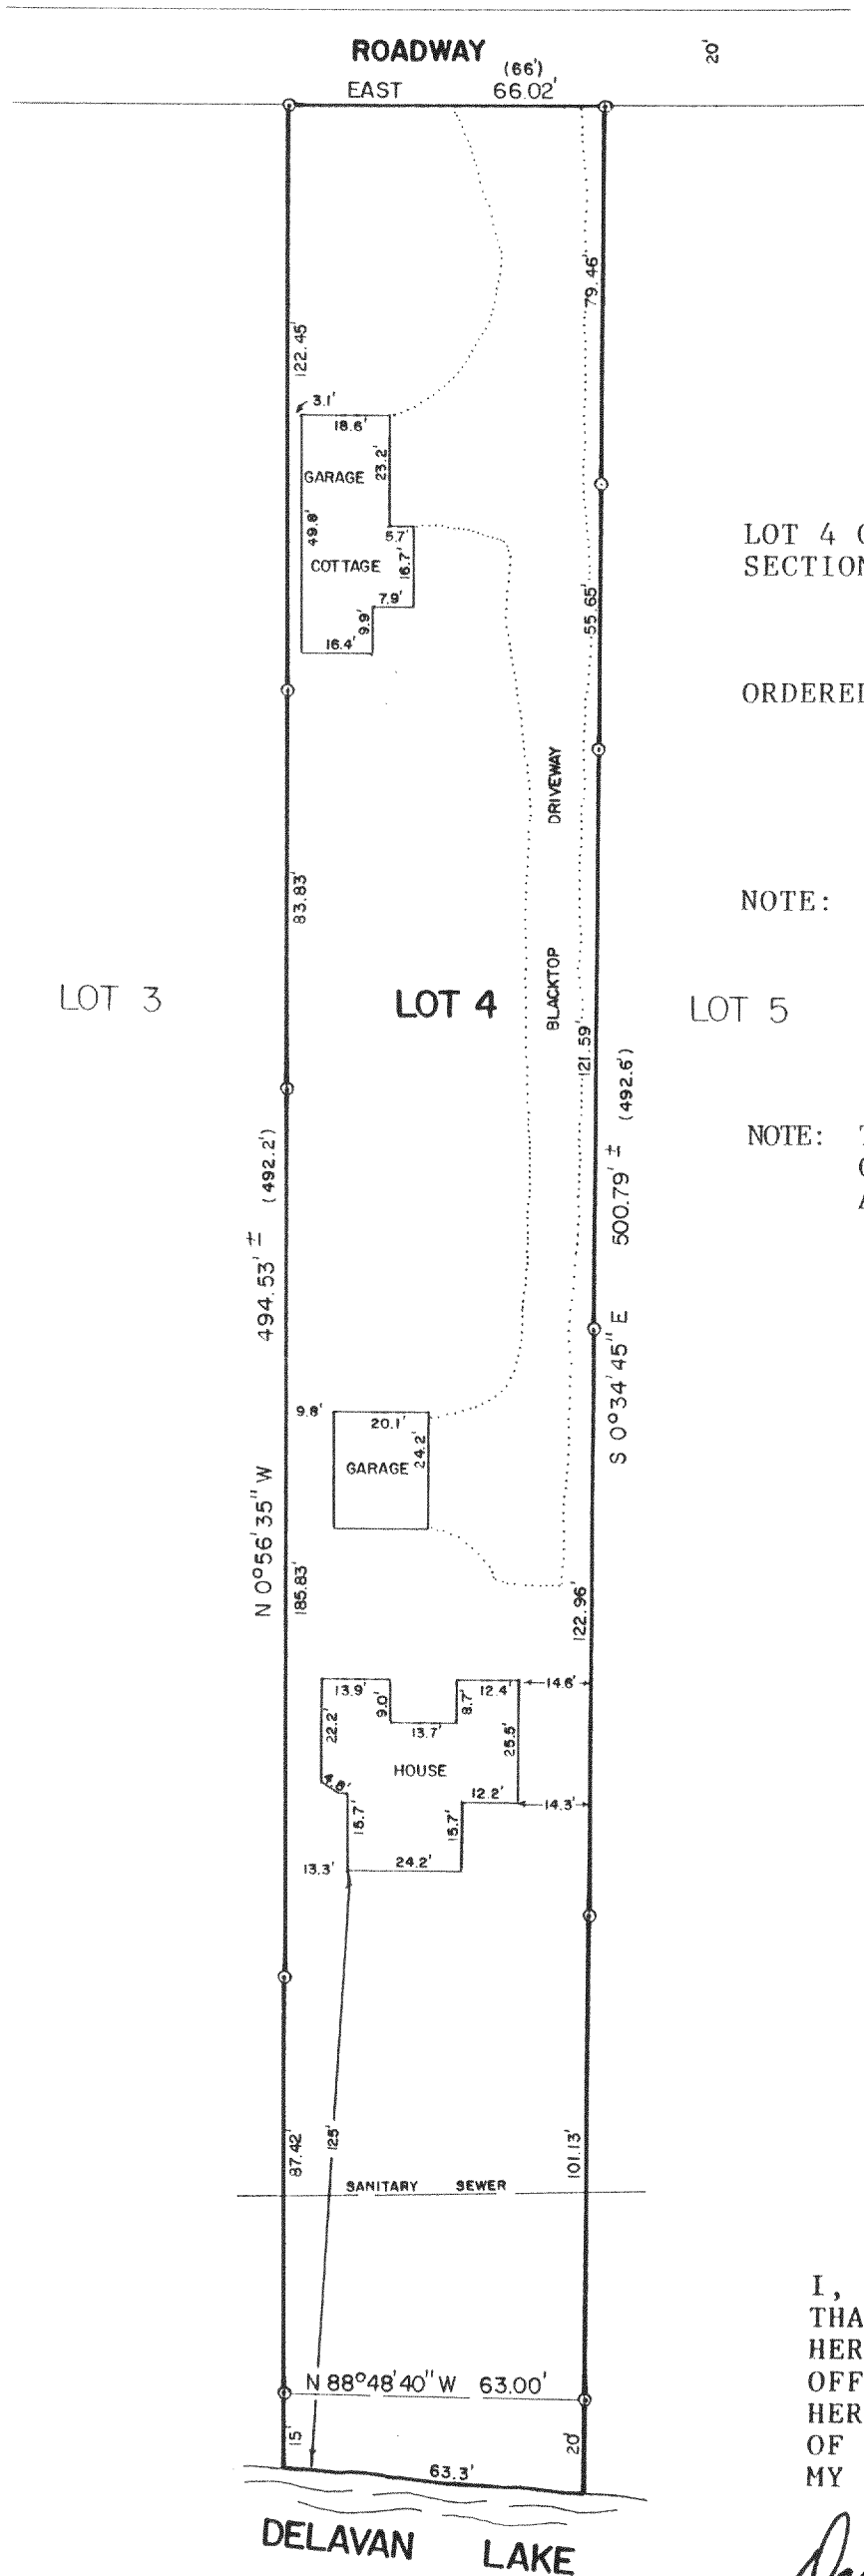 ROADWAY
20'
(66')
EAST 66.02'
79.46'
122.45'
3.1'
18.6'
23.2'
GARAGE
49.8'
5.7'
16.7'
COTTAGE
7.9'
9.9'
16.4'
55.65'
LOT 4
SECTION
ORDERED
BLACKTOP DRIVEWAY
83.83'
NOTE:
LOT 3
LOT 4
LOT 5
121.59'
(492.6')
500.79' ±
S 0°34'45" E
NOTE:
(492.2')
494.53' ±
N 0°56'35" W
9.8'
20.1'
24.2'
GARAGE
185.83'
122.96'
13.9'
9.0'
13.7'
8.7'
12.4'
14.6'
22.2'
25.5'
HOUSE
4.8'
12.2'
14.3'
15.7'
15.7'
13.3'
24.2'
87.42'
125'
101.13'
SANITARY SEWER
I,
THA
HER
OFF
HER
OF
MY
N 88°48'40" W 63.00'
15'
20'
63.3'
DELAVAN LAKE